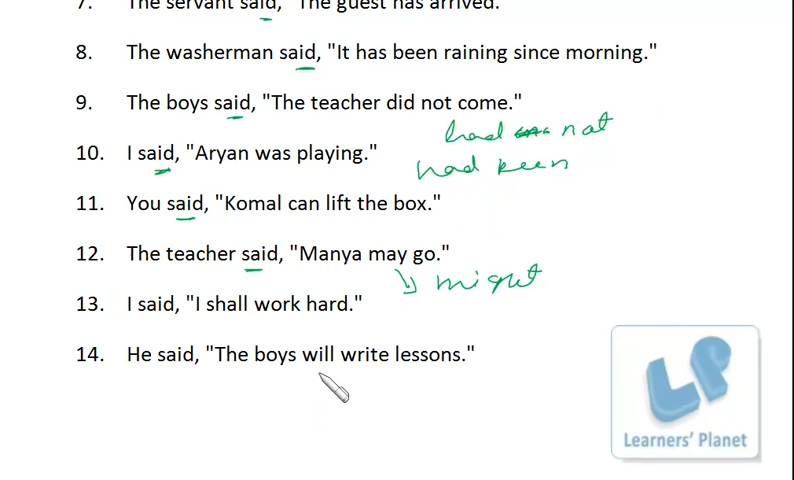 7. The servant said, "The guest has arrived.
8. The washerman said, "It has been raining since morning."
9. The boys said, "The teacher did not come."
had not
10. I said, "Aryan was playing."
had been
11. You said, "Komal can lift the box."
12. The teacher said, "Manya may go."
might
13. I said, "I shall work hard."
14. He said, "The boys will write lessons."
LP
Learners' Planet